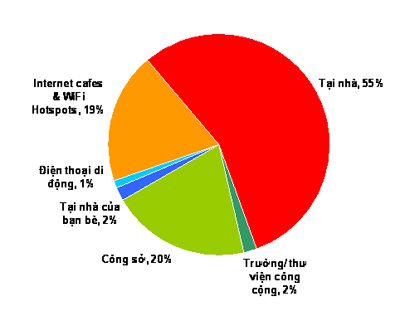 Tại nhà, 55%
Internet cafes
& WiFi
Hotspots, 19%
Điện thoại di
động, 1%
Tại nhà của
bạn bè, 2%
Công sở, 20%
Trường/thư
viện công
cộng, 2%